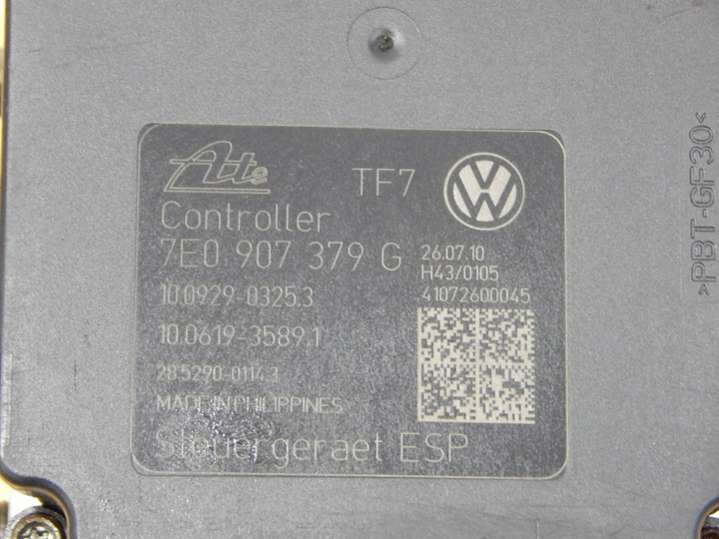 Ate TF7
Controller
7E0 907 379 G
10.0929-0325.3
10.0619-3589.1
28.5290-0114.3
MADE IN PHILIPPINES
Steuergeraet ESP
26.07.10
H43/0105
41072600045
>PBT-GF30<